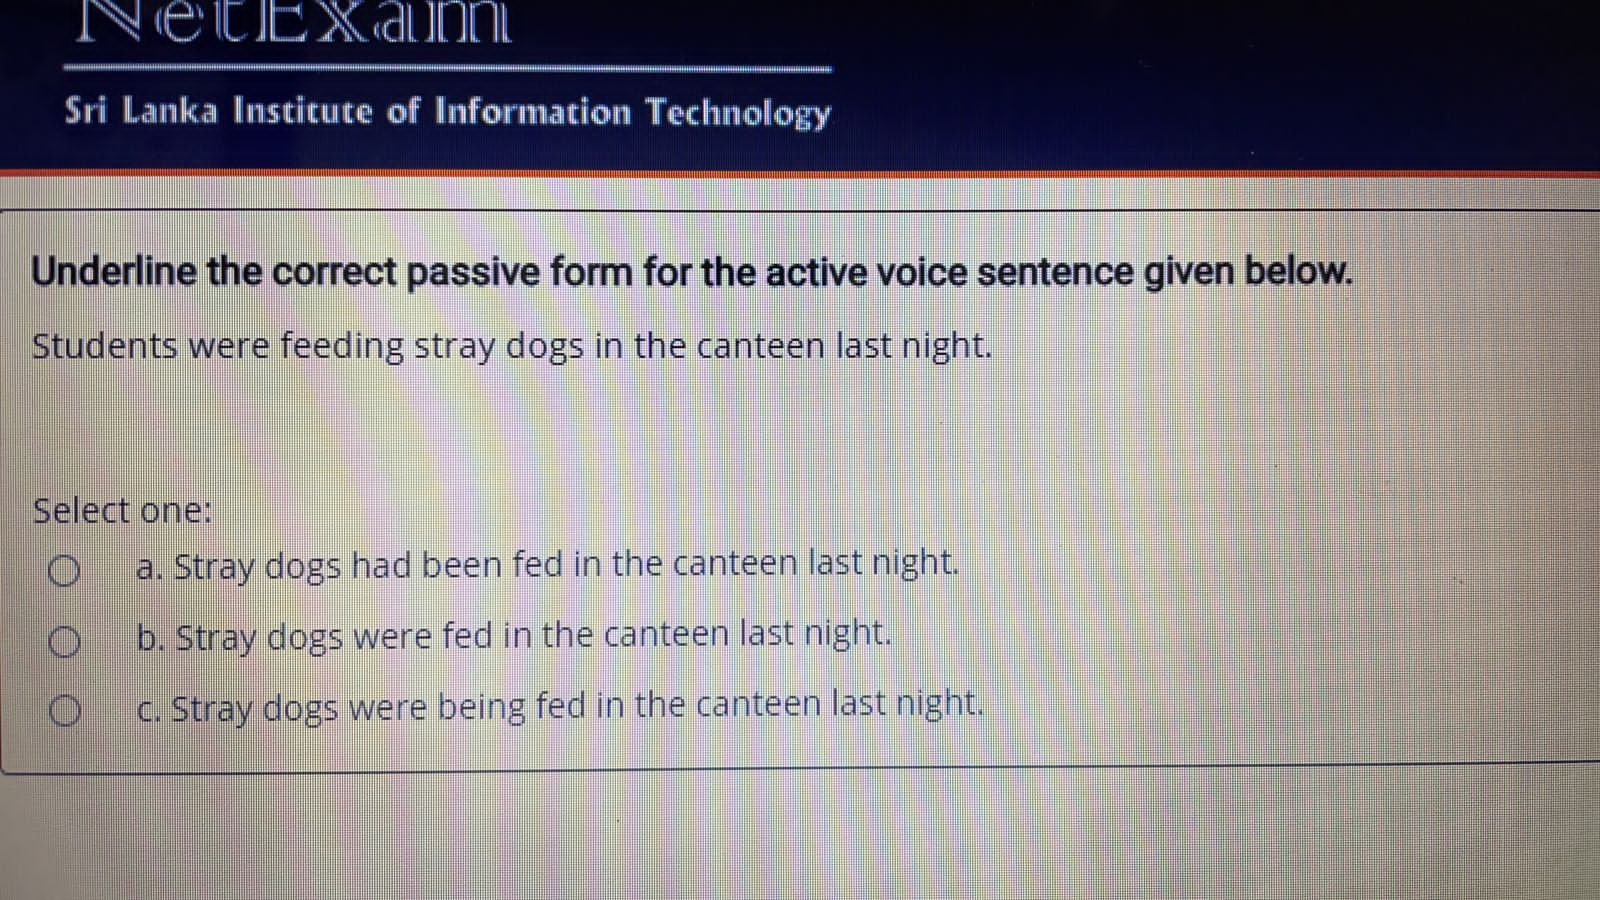 NetExam
Sri Lanka Institute of Information Technology
Underline the correct passive form for the active voice sentence given below.
Students were feeding stray dogs in the canteen last night.
Select one:
a. Stray dogs had been fed in the canteen last night.
b. Stray dogs were fed in the canteen last night.
c. Stray dogs were being fed in the canteen last night.